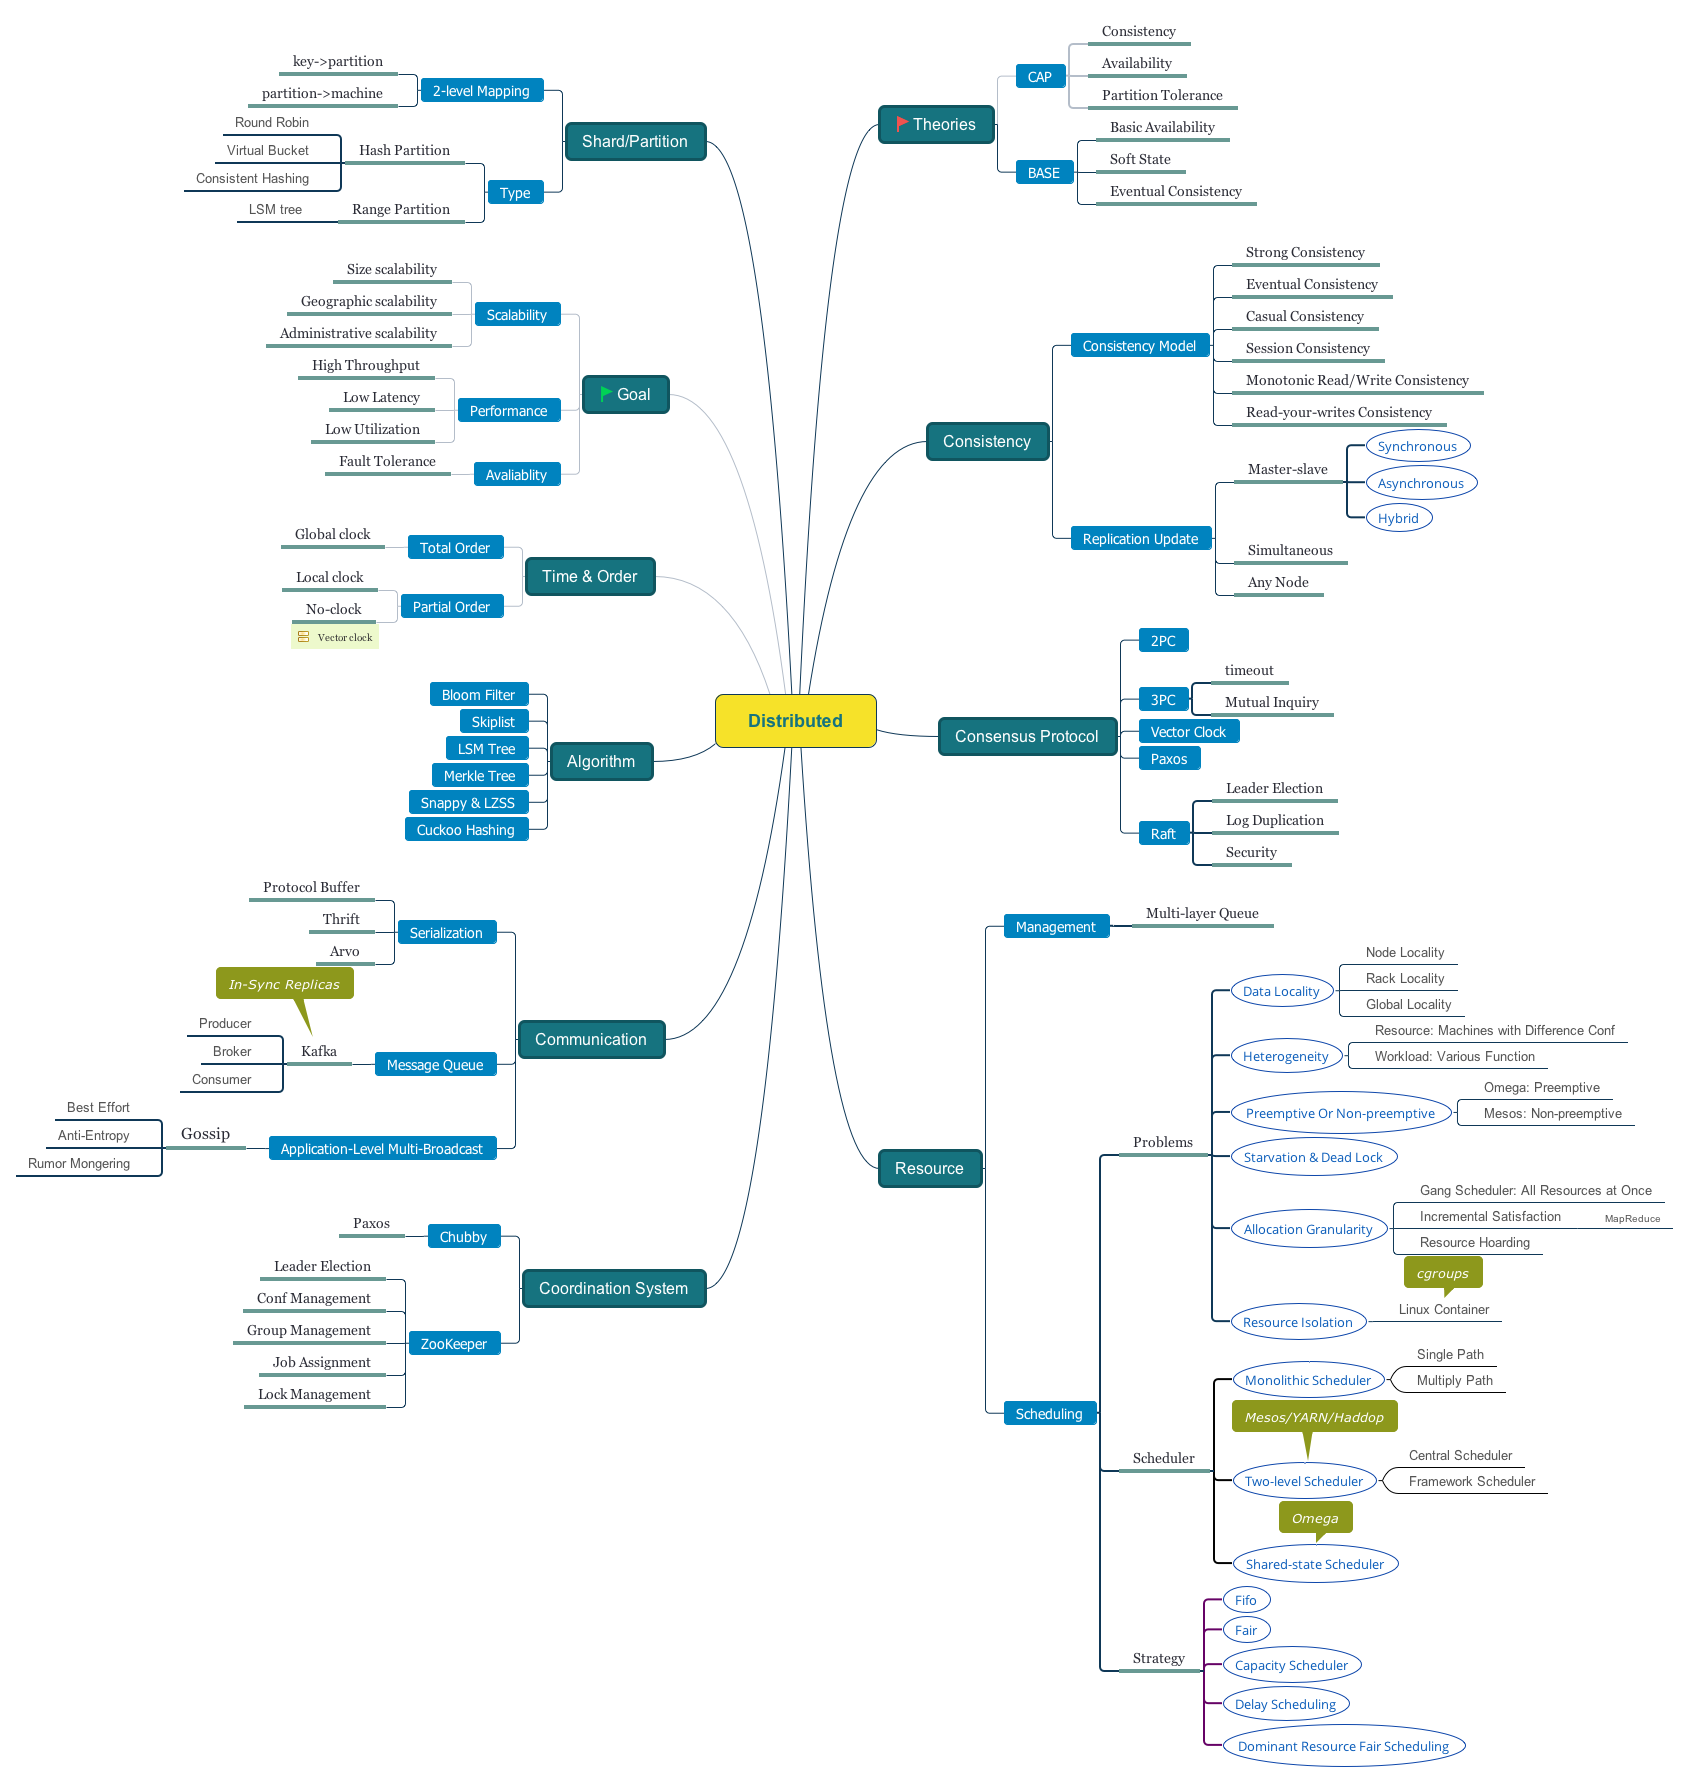 Distributed
Shard/Partition
2-level Mapping
key->partition
partition->machine
Type
Hash Partition
Round Robin
Virtual Bucket
Consistent Hashing
Range Partition
LSM tree
Goal
Scalability
Size scalability
Geographic scalability
Administrative scalability
Performance
High Throughput
Low Latency
Low Utilization
Avaliablity
Fault Tolerance
Time & Order
Total Order
Global clock
Partial Order
Local clock
No-clock
Vector clock
Algorithm
Bloom Filter
Skiplist
LSM Tree
Merkle Tree
Snappy & LZSS
Cuckoo Hashing
Communication
Serialization
Protocol Buffer
Thrift
Arvo
Message Queue
In-Sync Replicas
Kafka
Producer
Broker
Consumer
Application-Level Multi-Broadcast
Gossip
Best Effort
Anti-Entropy
Rumor Mongering
Coordination System
Chubby
Paxos
ZooKeeper
Leader Election
Conf Management
Group Management
Job Assignment
Lock Management
Theories
CAP
Consistency
Availability
Partition Tolerance
BASE
Basic Availability
Soft State
Eventual Consistency
Consistency
Consistency Model
Strong Consistency
Eventual Consistency
Casual Consistency
Session Consistency
Monotonic Read/Write Consistency
Read-your-writes Consistency
Replication Update
Master-slave
Synchronous
Asynchronous
Hybrid
Simultaneous
Any Node
Consensus Protocol
2PC
3PC
timeout
Mutual Inquiry
Vector Clock
Paxos
Raft
Leader Election
Log Duplication
Security
Resource
Management
Multi-layer Queue
Scheduling
Problems
Data Locality
Node Locality
Rack Locality
Global Locality
Heterogeneity
Resource: Machines with Difference Conf
Workload: Various Function
Preemptive Or Non-preemptive
Omega: Preemptive
Mesos: Non-preemptive
Starvation & Dead Lock
Allocation Granularity
Gang Scheduler: All Resources at Once
Incremental Satisfaction
MapReduce
Resource Hoarding
Resource Isolation
cgroups
Linux Container
Scheduler
Monolithic Scheduler
Single Path
Multiply Path
Mesos/YARN/Haddop
Two-level Scheduler
Central Scheduler
Framework Scheduler
Omega
Shared-state Scheduler
Strategy
Fifo
Fair
Capacity Scheduler
Delay Scheduling
Dominant Resource Fair Scheduling